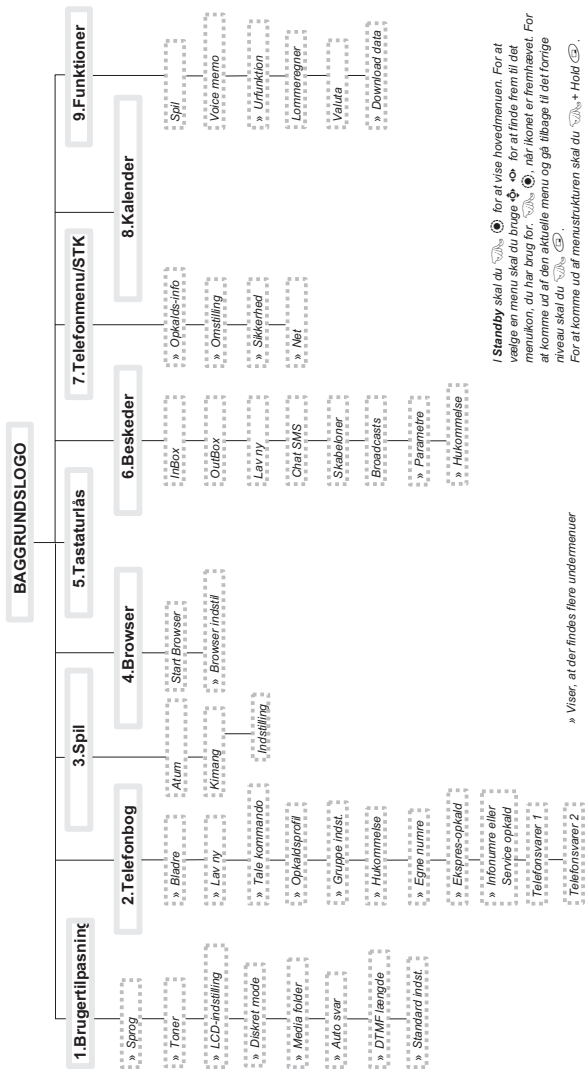 BAGGRUNDSLOGO
1.Brugertilpasning
» Sprog
» Toner
» LCD-indstilling
» Diskret mode
» Media folder
» Auto svar
» DTMF længde
» Standard indst.
2.Telefonbog
» Bladre
» Lav ny
» Tale kommando
» Opkaldsprofil
» Gruppe indst.
» Hukommelse
» Egne numre
» Ekspres-opkald
» Infonumre eller
Service opkald
Telefonsvarer 1
Telefonsvarer 2
3.Spil
Atum
Kimang
Indstilling
4.Browser
Start Browser
» Browser indstil
5.Tastaturlås
6.Beskeder
InBox
OutBox
Lav ny
Chat SMS
Skabeloner
Broadcasts
» Parametre
» Hukommelse
7.Telefonmenu/STK
» Opkalds-info
» Omstilling
» Sikkerhed
» Net
8.Kalender
9.Funktioner
Spil
Voice memo
» Urfunktion
Lommeregner
Valuta
» Download data
» Viser, at der findes flere undermenuer
I Standby skal du for at vise hovedmenuen. For at
vælge en menu skal du bruge for at finde frem til det
menuikon, du har brug for. , når ikonet er fremhævet. For
at komme ud af den aktuelle menu og gå tilbage til det forrige
niveau skal du .
For at komme ud af menustrukturen skal du + Hold .